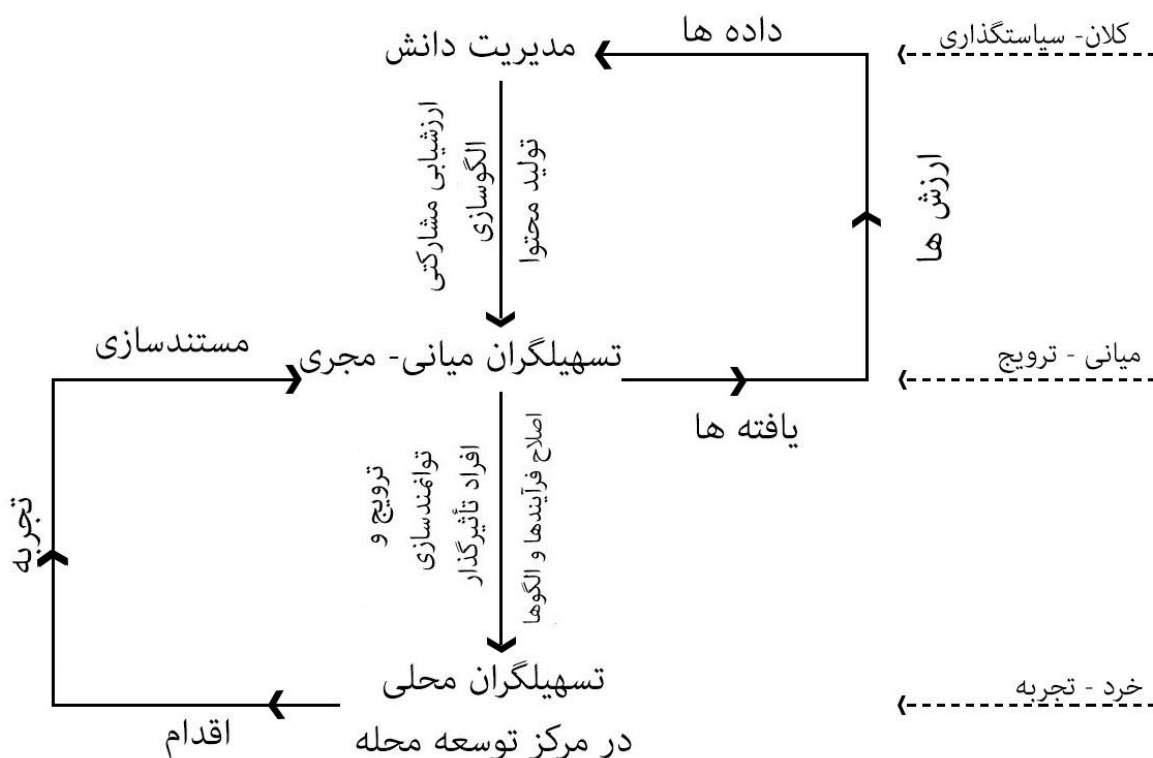 داده ها
کلان- سیاستگذاری
مدیریت دانش
ارزش ها
تولید محتوا
الگوسازی
ارزشیابی مشارکتی
میانی - ترویج
تسهیلگران میانی- مجری
مستندسازی
یافته ها
اصلاح فرآیندها و الگوها
ترویج و
توانمندسازی
افراد تأثیرگذار
تجربه
خرد - تجربه
تسهیلگران محلی
در مرکز توسعه محله
اقدام